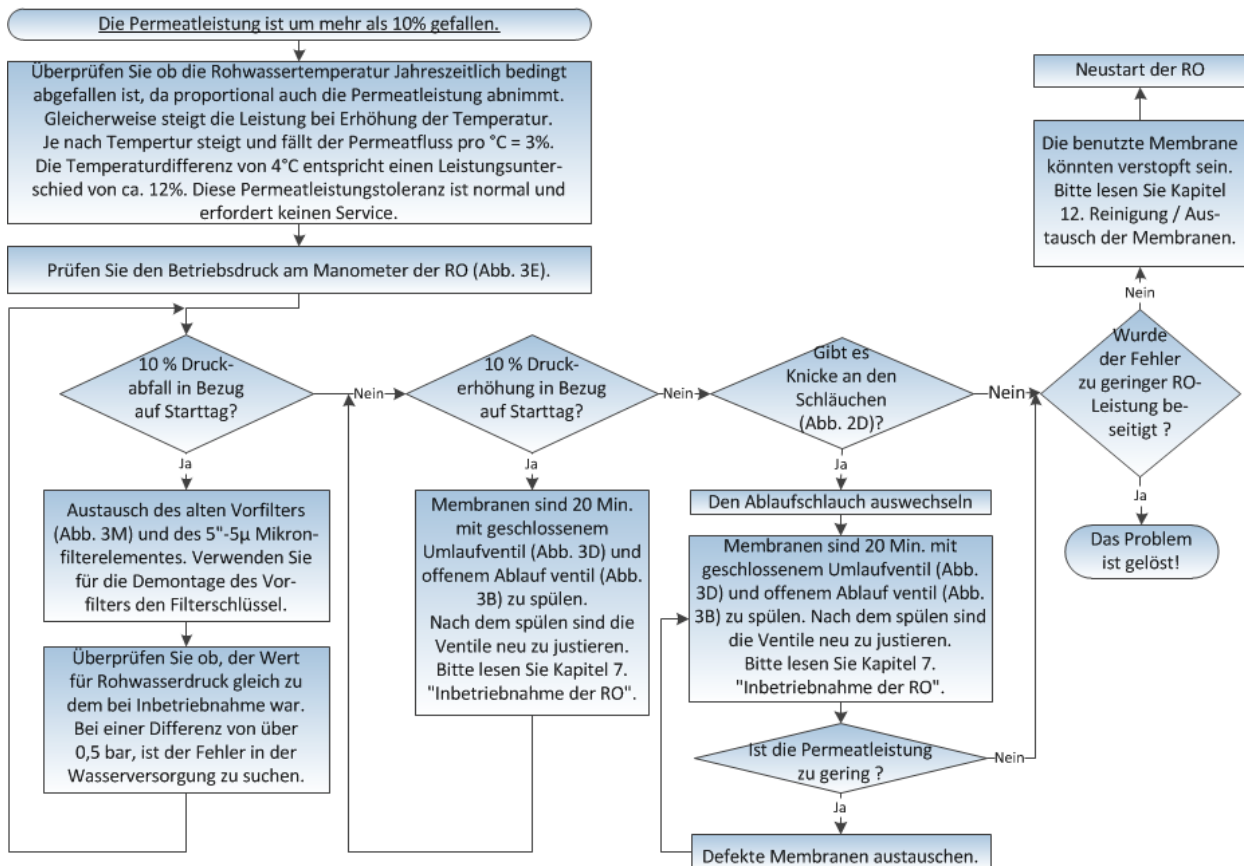 Die Permeatleistung ist um mehr als 10% gefallen.
Überprüfen Sie ob die Rohwassertemperatur Jahreszeitlich bedingt
abgefallen ist, da proportional auch die Permeatleistung abnimmt.
Gleicherweise steigt die Leistung bei Erhöhung der Temperatur.
Je nach Tempertur steigt und fällt der Permeatfluss pro °C = 3%.
Die Temperaturdifferenz von 4°C entspricht einen Leistungsunter-
schied von ca. 12%. Diese Permeatleistungstoleranz ist normal und
erfordert keinen Service.
Prüfen Sie den Betriebsdruck am Manometer der RO (Abb. 3E).
10 % Druck-
abfall in Bezug
auf Starttag?
Nein
Ja
Austausch des alten Vorfilters
(Abb. 3M) und des 5"-5µ Mikron-
filterelementes. Verwenden Sie
für die Demontage des Vor-
filters den Filterschlüssel.
Überprüfen Sie ob, der Wert
für Rohwasserdruck gleich zu
dem bei Inbetriebnahme war.
Bei einer Differenz von über
0,5 bar, ist der Fehler in der
Wasserversorgung zu suchen.
10 % Druck-
erhöhung in Bezug
auf Starttag?
Nein
Ja
Membranen sind 20 Min.
mit geschlossenem
Umlaufventil (Abb. 3D) und
offenem Ablauf ventil (Abb.
3B) zu spülen.
Nach dem spülen sind die
Ventile neu zu justieren.
Bitte lesen Sie Kapitel 7.
"Inbetriebnahme der RO".
Gibt es
Knicke an den
Schläuchen
(Abb. 2D)?
Nein
Ja
Den Ablaufschlauch auswechseln
Membranen sind 20 Min. mit
geschlossenem Umlaufventil (Abb.
3D) und offenem Ablauf ventil (Abb.
3B) zu spülen. Nach dem spülen sind
die Ventile neu zu justieren.
Bitte lesen Sie Kapitel 7.
"Inbetriebnahme der RO".
Ist die Permeatleistung
zu gering ?
Nein
Ja
Defekte Membranen austauschen.
Neustart der RO
Die benutzte Membrane
könnten verstopft sein.
Bitte lesen Sie Kapitel
12. Reinigung / Aus-
tausch der Membranen.
Nein
Wurde
der Fehler
zu geringer RO-
Leistung be-
seitigt ?
Ja
Das Problem
ist gelöst!